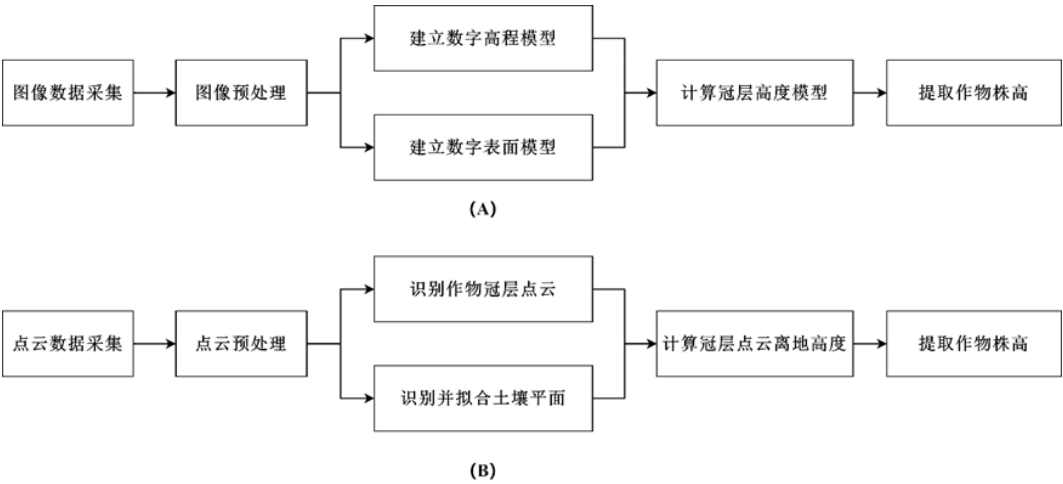 图像数据采集
图像预处理
建立数字高程模型
建立数字表面模型
计算冠层高度模型
提取作物株高
(A)
点云数据采集
点云预处理
识别作物冠层点云
识别并拟合土壤平面
计算冠层点云离地高度
提取作物株高
(B)